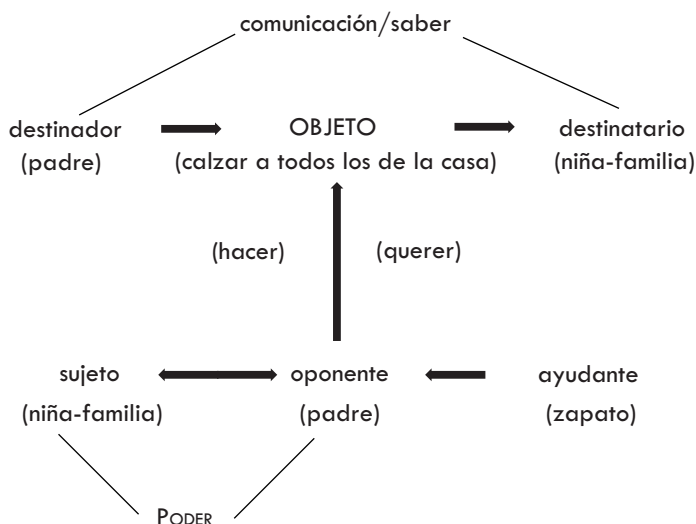 comunicación/saber
destinador OBJETO destinatario
(padre) (calzar a todos los de la casa) (niña-familia)
(hacer) (querer)
sujeto oponente ayudante
(niña-familia) (padre) (zapato)
PODER